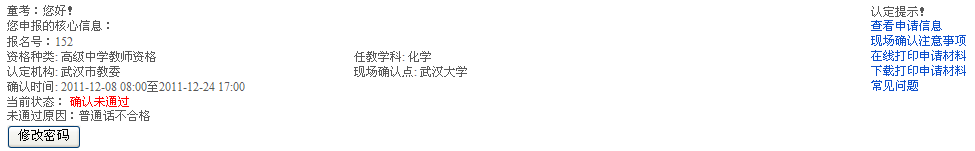 童考：您好！
您申报的核心信息：
报名号：152
资格种类: 高级中学教师资格 任教学科: 化学
认定机构: 武汉市教委 现场确认点: 武汉大学
确认时间: 2011-12-08 08:00至2011-12-24 17:00
当前状态： 确认未通过
未通过原因：普通话不合格
修改密码
认定提示！
查看申请信息
现场确认注意事项
在线打印申请材料
下载打印申请材料
常见问题